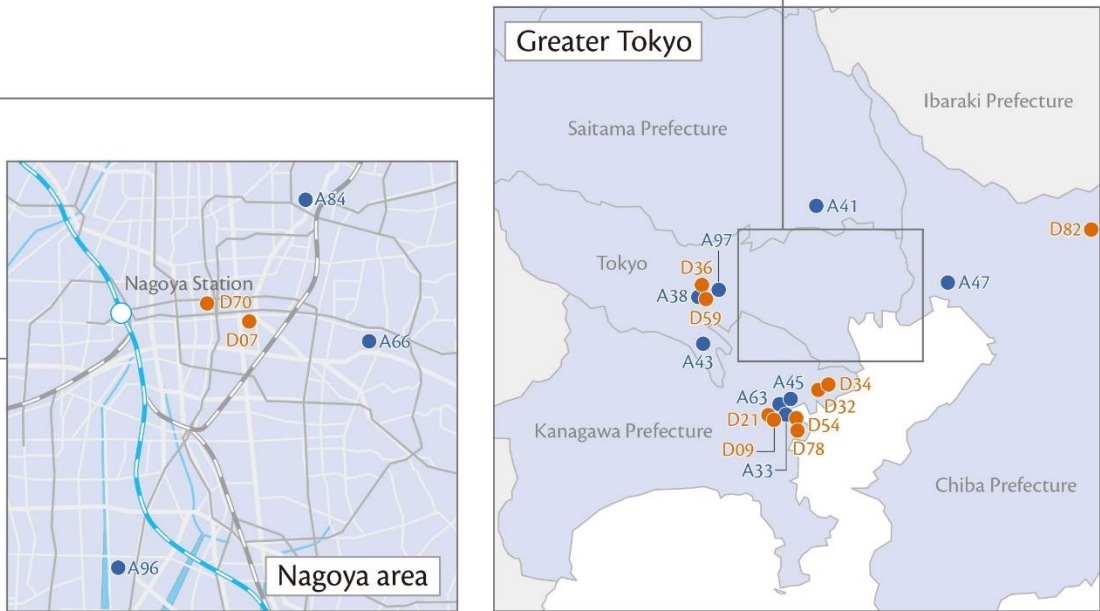 Greater Tokyo
Ibaraki Prefecture
Saitama Prefecture
A84
A41
D82
A97
Tokyo
D36
Nagoya Station
A47
A38
D70
D59
D07
A66
A43
A45
D34
A63
D32
D21
D54
Kanagawa Prefecture
D09
D78
A33
Chiba Prefecture
A96
Nagoya area